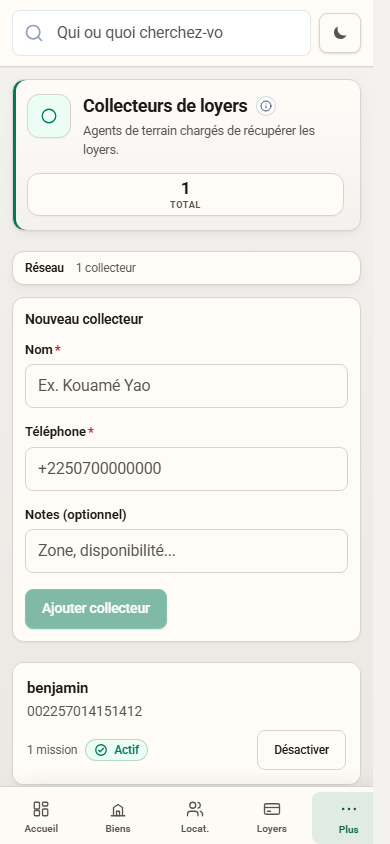 Qui ou quoi cherchez-vo
Collecteurs de loyers
Agents de terrain chargés de récupérer les
loyers.
1
TOTAL
Réseau 1 collecteur
Nouveau collecteur
Nom *
Ex. Kouamé Yao
Téléphone *
+2250700000000
Notes (optionnel)
Zone, disponibilité...
Ajouter collecteur
benjamin
002257014151412
1 mission Actif Désactiver
Accueil Biens Locat. Loyers Plus